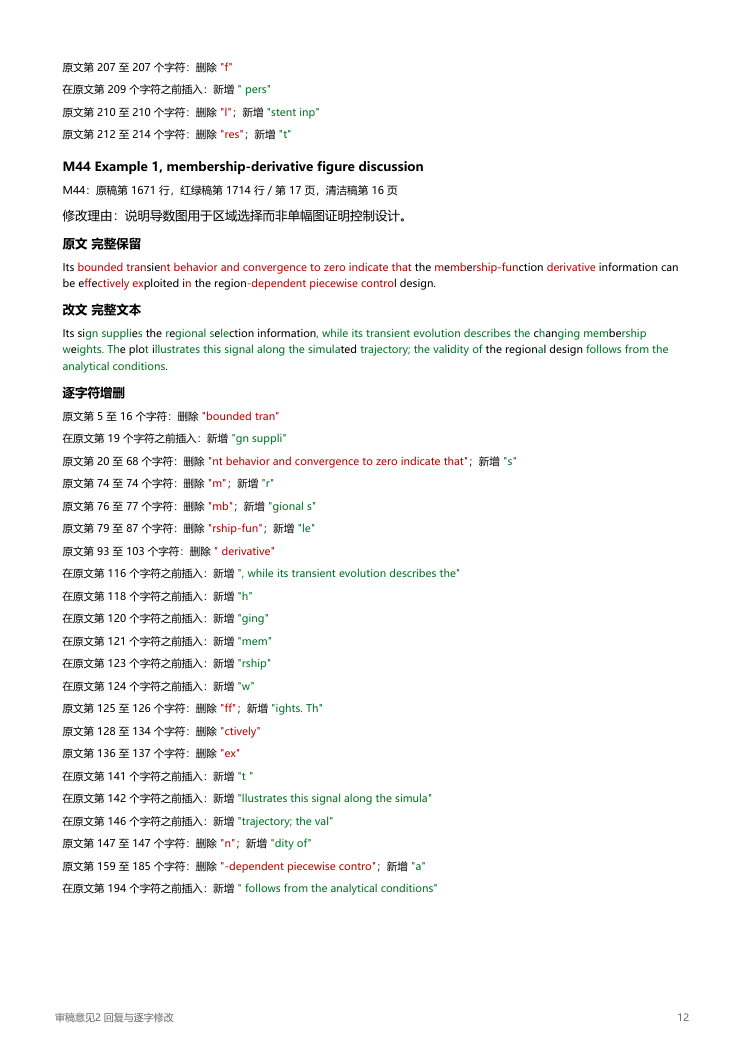 原文第 207 至 207 个字符：删除 "f"
在原文第 209 个字符之前插入：新增 " pers"
原文第 210 至 210 个字符：删除 "l"；新增 "stent inp"
原文第 212 至 214 个字符：删除 "res"；新增 "t"
M44 Example 1, membership-derivative figure discussion
M44：原稿第 1671 行，红绿稿第 1714 行 / 第 17 页，清洁稿第 16 页
修改理由：说明导数图用于区域选择而非单幅图证明控制设计。
原文 完整保留
Its bounded transient behavior and convergence to zero indicate that the membership-function derivative information can
be effectively exploited in the region-dependent piecewise control design.
改文 完整文本
Its sign supplies the regional selection information, while its transient evolution describes the changing membership
weights. The plot illustrates this signal along the simulated trajectory; the validity of the regional design follows from the
analytical conditions.
逐字符增删
原文第 5 至 16 个字符：删除 "bounded tran"
在原文第 19 个字符之前插入：新增 "gn suppli"
原文第 20 至 68 个字符：删除 "nt behavior and convergence to zero indicate that"；新增 "s"
原文第 74 至 74 个字符：删除 "m"；新增 "r"
原文第 76 至 77 个字符：删除 "mb"；新增 "gional s"
原文第 79 至 87 个字符：删除 "rship-fun"；新增 "le"
原文第 93 至 103 个字符：删除 " derivative"
在原文第 116 个字符之前插入：新增 ", while its transient evolution describes the"
在原文第 118 个字符之前插入：新增 "h"
在原文第 120 个字符之前插入：新增 "ging"
在原文第 121 个字符之前插入：新增 "mem"
在原文第 123 个字符之前插入：新增 "rship"
在原文第 124 个字符之前插入：新增 "w"
原文第 125 至 126 个字符：删除 "ff"；新增 "ights. Th"
原文第 128 至 134 个字符：删除 "ctively"
原文第 136 至 137 个字符：删除 "ex"
在原文第 141 个字符之前插入：新增 "t "
在原文第 142 个字符之前插入：新增 "llustrates this signal along the simula"
在原文第 146 个字符之前插入：新增 "trajectory; the val"
原文第 147 至 147 个字符：删除 "n"；新增 "dity of"
原文第 159 至 185 个字符：删除 "-dependent piecewise contro"；新增 "a"
在原文第 194 个字符之前插入：新增 " follows from the analytical conditions"
审稿意见2 回复与逐字修改
12